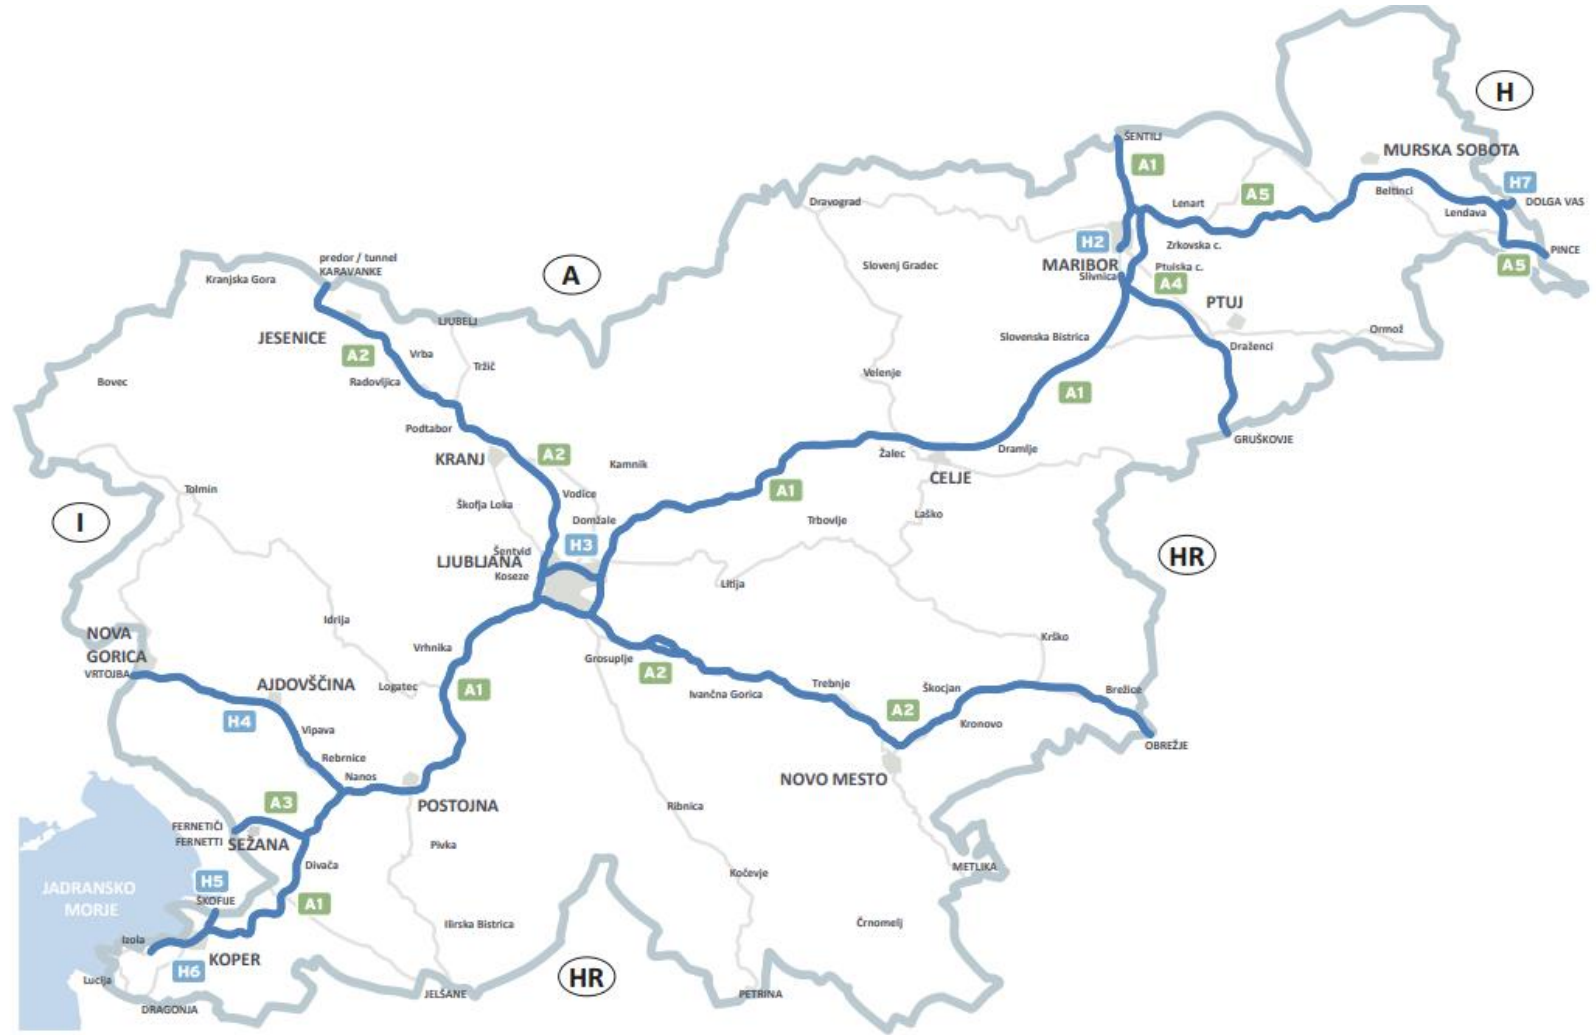 H
ŠENTILJ
A1
MURSKA SOBOTA
H7
A5
Beltinci
DOLGA VAS
Lenart
Dravograd
Lendava
H2
Zrkovska c.
PINCE
MARIBOR
Slovenj Gradec
Ptujska c.
A5
Slivnica
A4
PTUJ
predor / tunnel
KARAVANKE
Kranjska Gora
A
LJUBELJ
JESENICE
Slovenska Bistrica
Ormož
Draženci
A2
Vrba
Tržič
Velenje
Bovec
Radovljica
A1
Podtabor
GRUŠKOVJE
KRANJ
A2
Kamnik
Žalec
Dramlje
CELJE
Tolmin
Vodice
A1
Škofja Loka
Domžale
Trbovlje
Laško
I
H3
Šentvid
LJUBLJANA
Koseze
HR
Litija
Idrija
NOVA
GORICA
VRTOJBA
Vrhnika
Krško
Grosuplje
A2
AJDOVŠČINA
Logatec
A1
Ivančna Gorica
Trebnje
Škocjan
Brežice
H4
A2
Kronovo
Vipava
OBREŽJE
Rebrnice
Nanos
NOVO MESTO
POSTOJNA
A3
Ribnica
FERNETIČI
FERNETTI
SEŽANA
Pivka
Divača
METLIKA
Kočevje
H5
JADRANSKO
MORJE
ŠKOFIJE
A1
Ilirska Bistrica
Črnomelj
Izola
KOPER
H6
HR
Lucija
JELŠANE
PETRINA
DRAGONJA